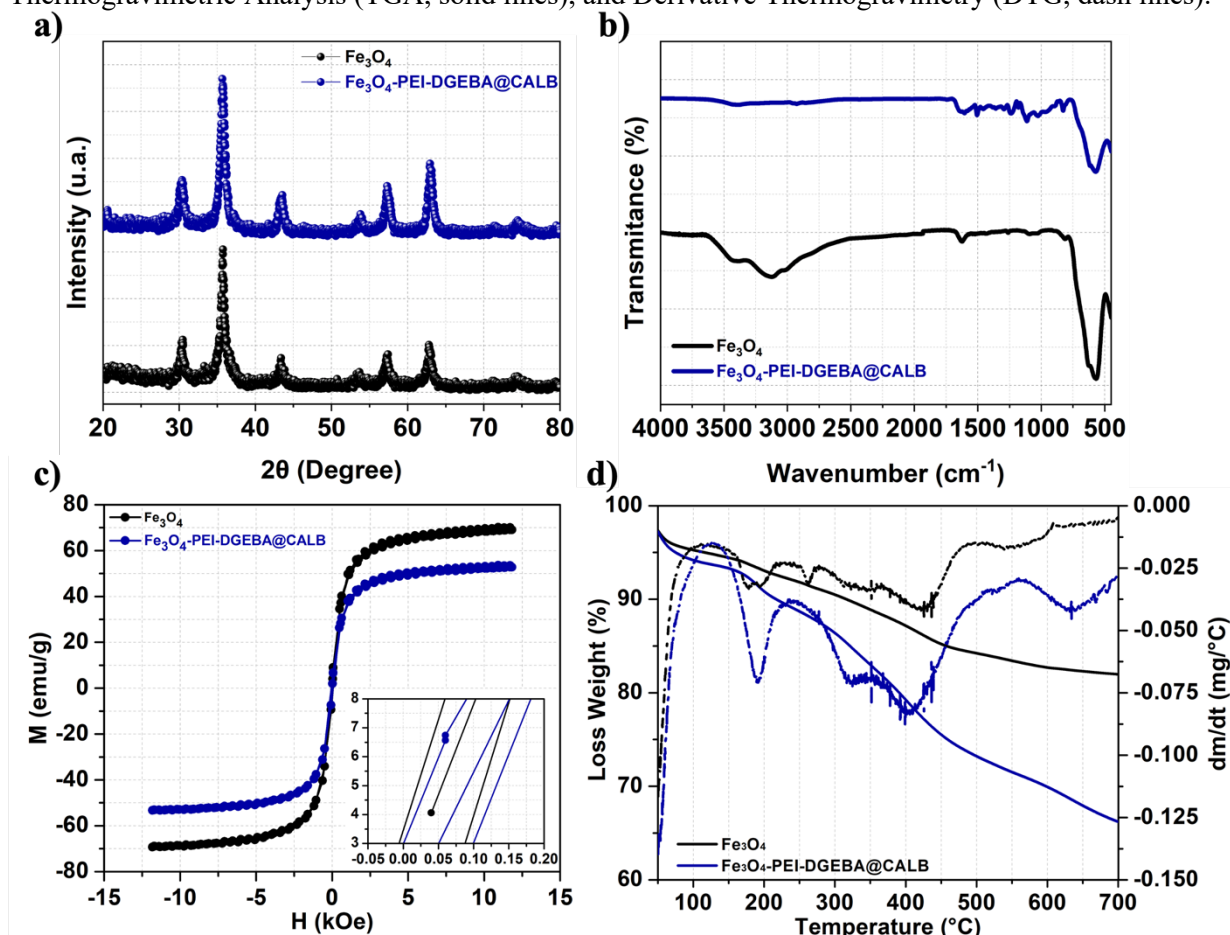 Thermogravimetric Analysis (TGA, solid lines), and Derivative Thermogravimetry (DTG, dash lines).
a)
Fe₃O₄
Fe₃O₄-PEI-DGEBA@CALB
Intensity (u.a.)
20 30 40 50 60 70 80
2θ (Degree)
b)
Transmitance (%)
Fe₃O₄
Fe₃O₄-PEI-DGEBA@CALB
4000 3500 3000 2500 2000 1500 1000 500
Wavenumber (cm⁻¹)
c)
Fe₃O₄
Fe₃O₄-PEI-DGEBA@CALB
M (emu/g)
80
60
40
20
0
-20
-40
-60
-80
8
7
6
5
4
3
-0.05 0.00 0.05 0.10 0.15 0.20
-15 -10 -5 0 5 10 15
H (kOe)
d)
Loss Weight (%)
100
90
80
70
60
Fe₃O₄
Fe₃O₄-PEI-DGEBA@CALB
100 200 300 400 500 600 700
Temperature (°C)
0.000
-0.025
-0.050
-0.075
-0.100
-0.125
-0.150
dm/dt (mg/°C)